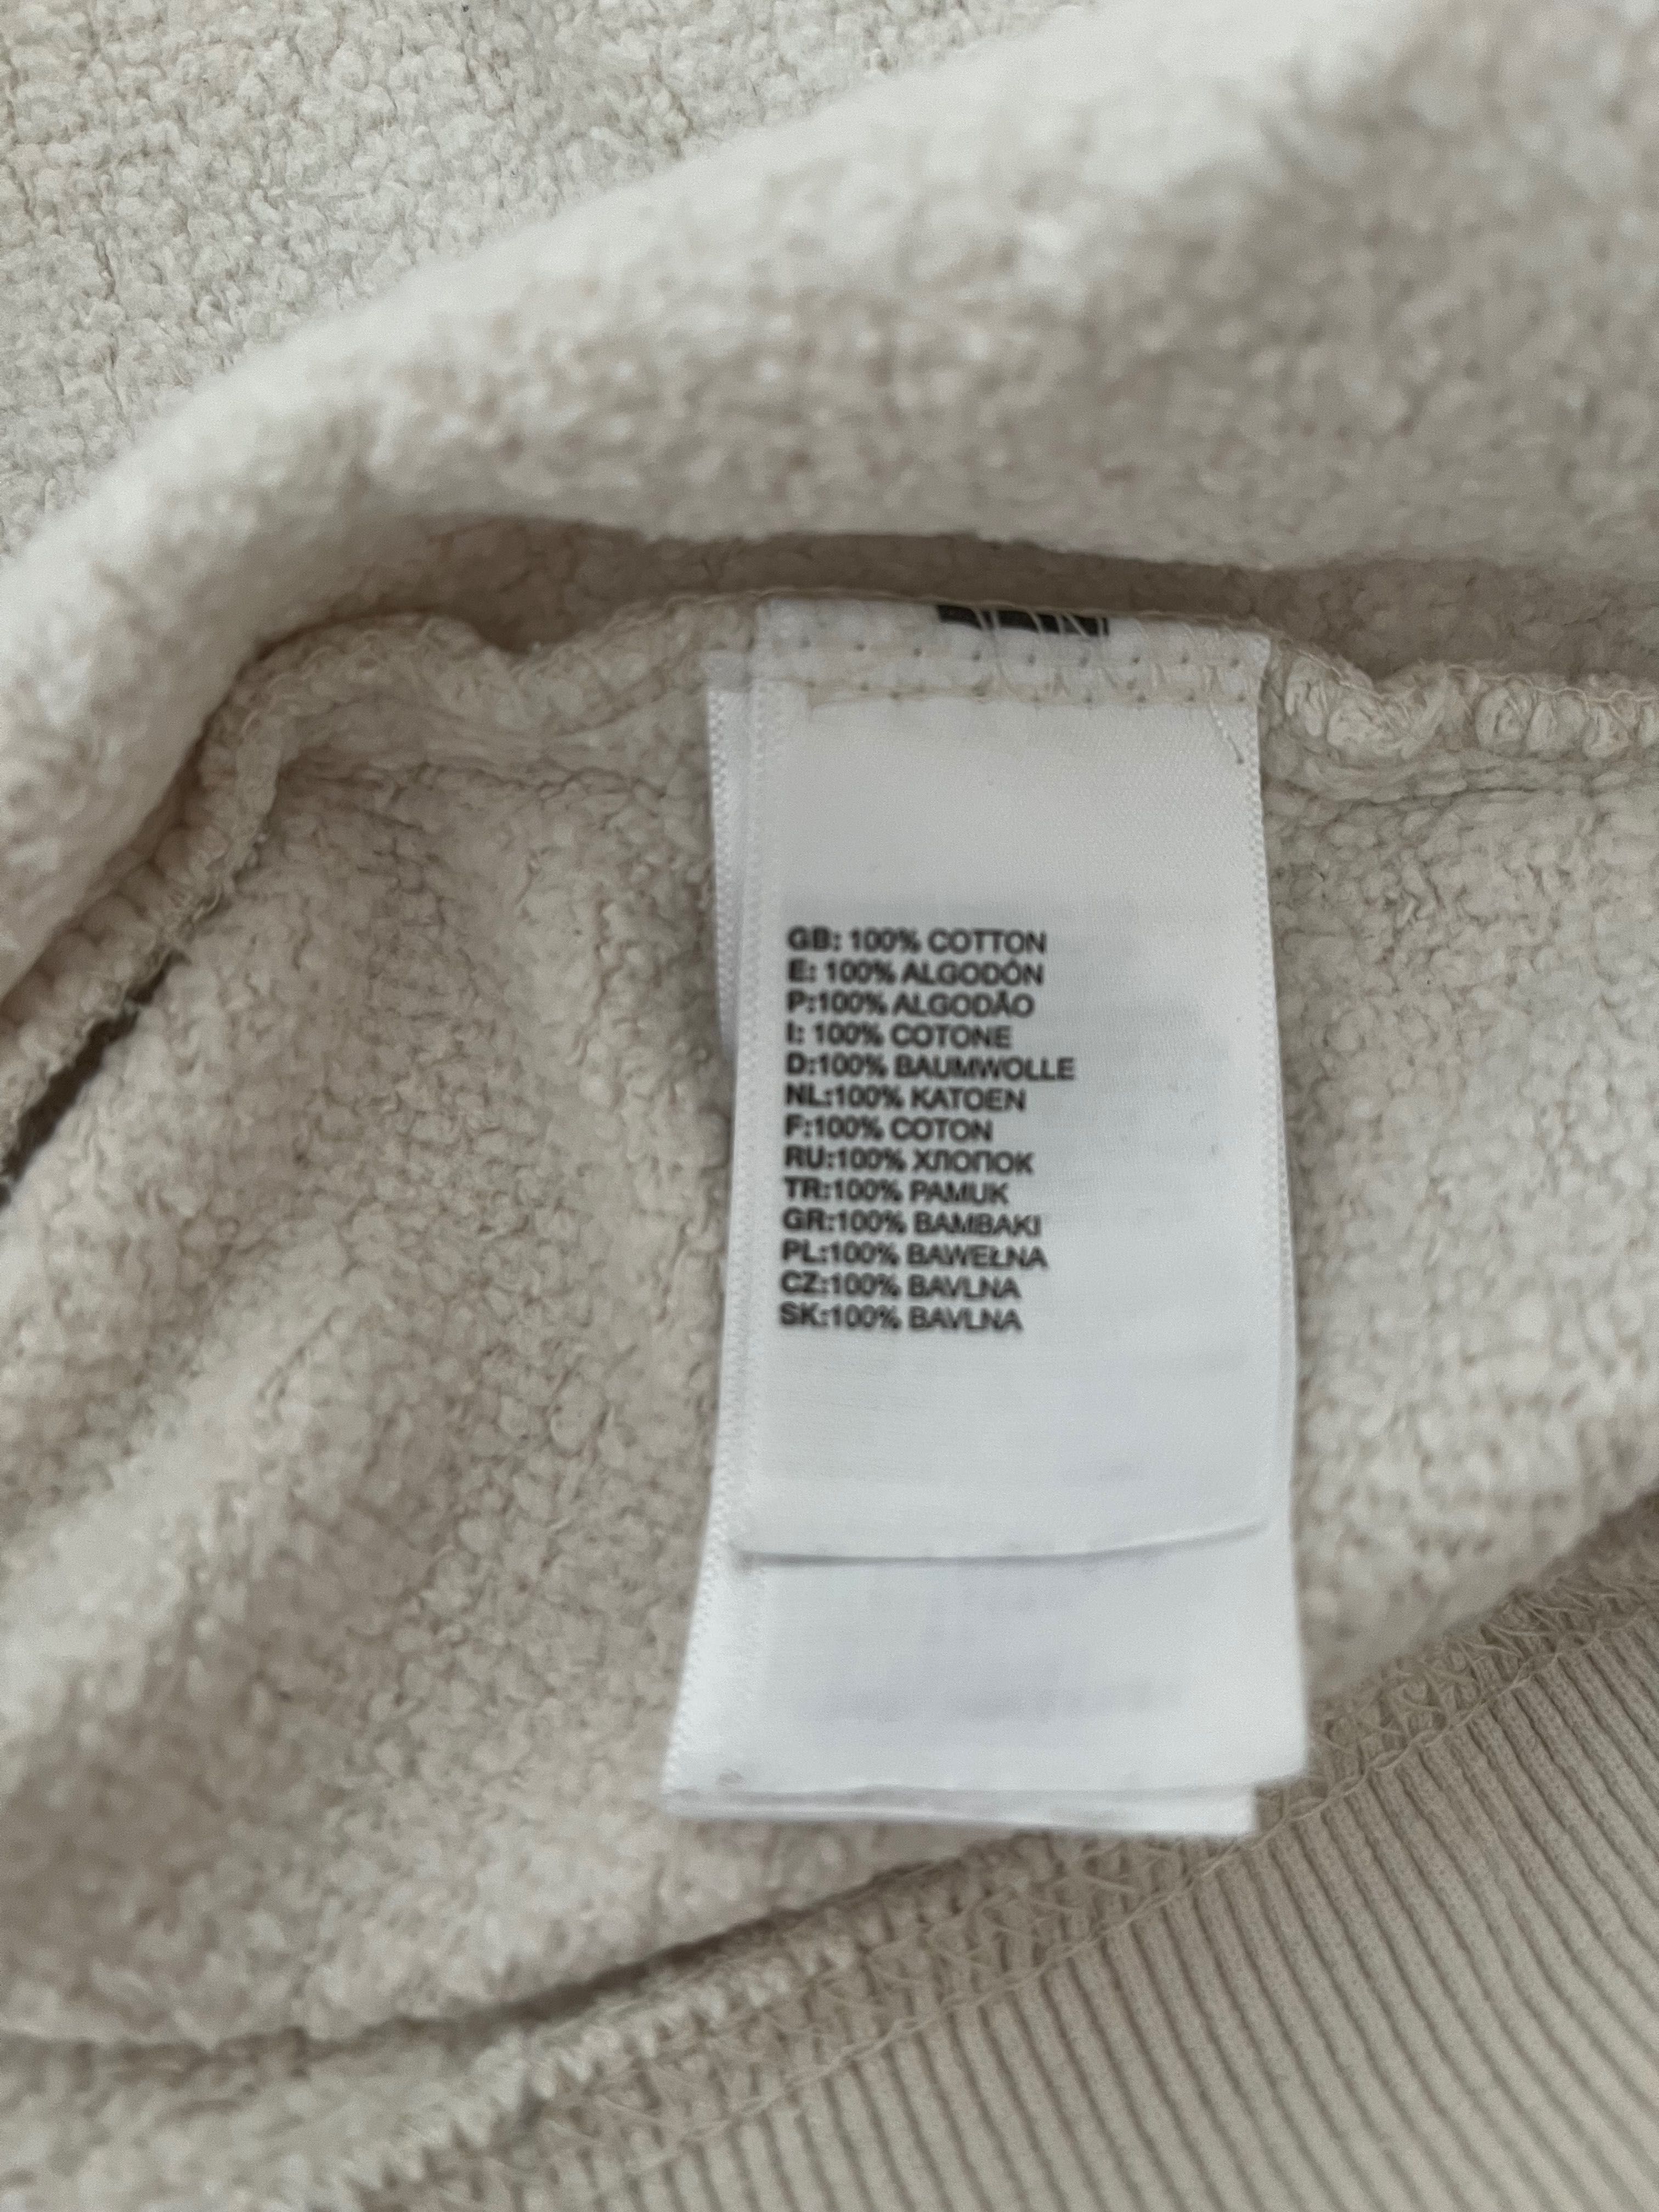 GB: 100% COTTON
E: 100% ALGODÓN
P:100% ALGODÃO
I: 100% COTONE
D:100% BAUMWOLLE
NL:100% KATOEN
F:100% COTON
RU:100% ХЛОПОК
TR:100% PAMUK
GR:100% BAMBAKI
PL:100% BAWEŁNA
CZ:100% BAVLNA
SK:100% BAVLNA